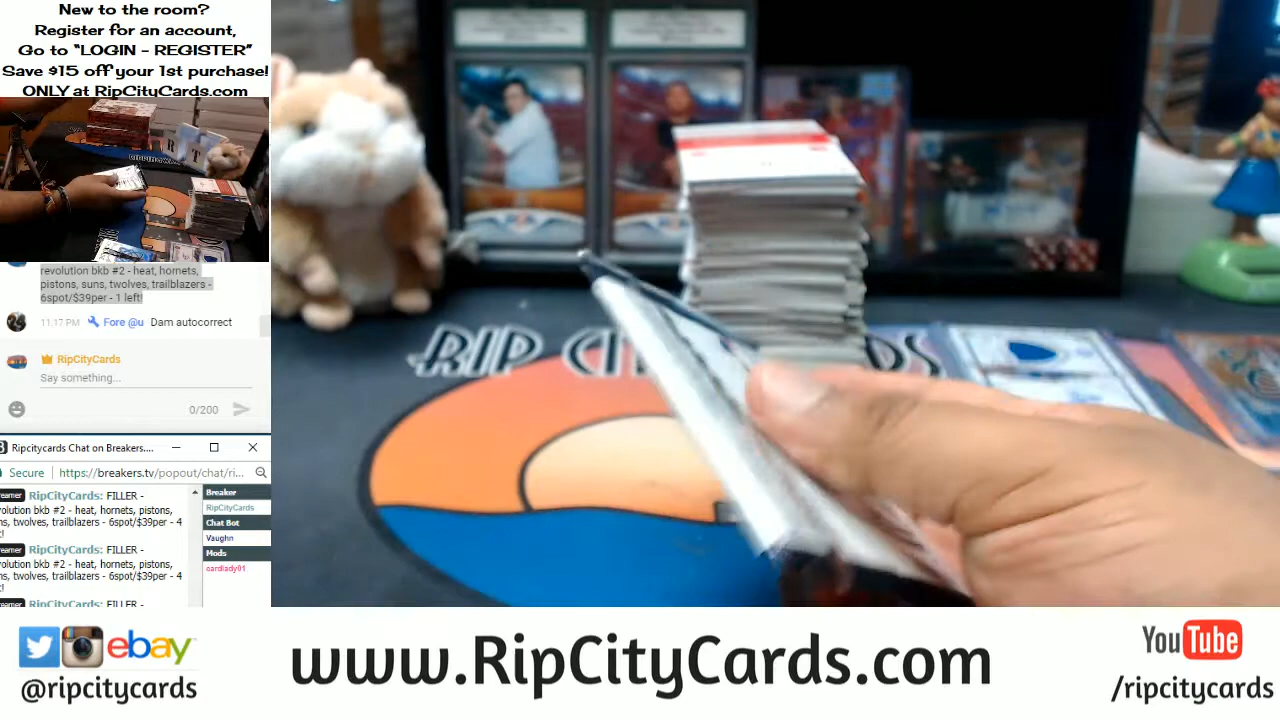 New to the room?
Register for an account,
Go to "LOGIN - REGISTER"
Save $15 off your 1st purchase!
ONLY at RipCityCards.com
revolution bkb #2 - heat, hornets,
pistons, suns, twolves, trailblazers -
6spot/$39per - 1 left!
11:17 PM Fore @u Dam autocorrect
RipCityCards
Say something...
0/200
Ripcitycards Chat on Breakers....
Secure https://breakers.tv/popout/chat/ri...
RipCityCards: FILLER -
volution bkb #2 - heat, hornets, pistons,
ns, twolves, trailblazers - 6spot/$39per - 4
RipCityCards: FILLER -
volution bkb #2 - heat, hornets, pistons,
ns, twolves, trailblazers - 6spot/$39per - 4
RipCityCards: FILLER -
Breaker
RipCityCards
Chat Bot
Vaughn
Mods
cardlady01
RIP
ebay
@ripcitycards
www.RipCityCards.com
YouTube
/ripcitycards